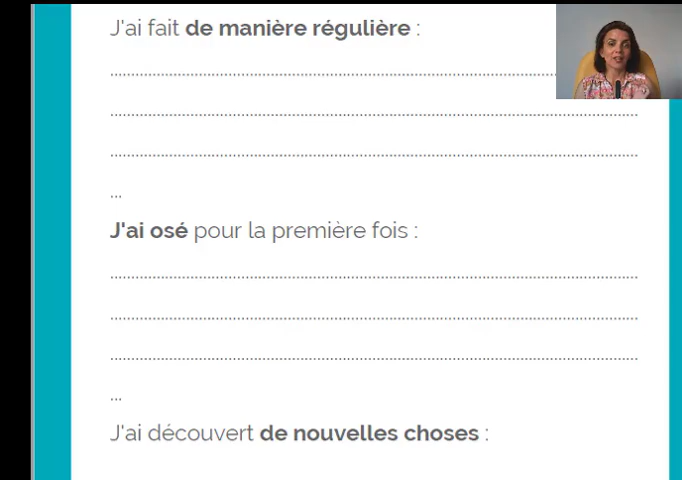 J'ai fait de manière régulière :
...
J'ai osé pour la première fois :
...
J'ai découvert de nouvelles choses :